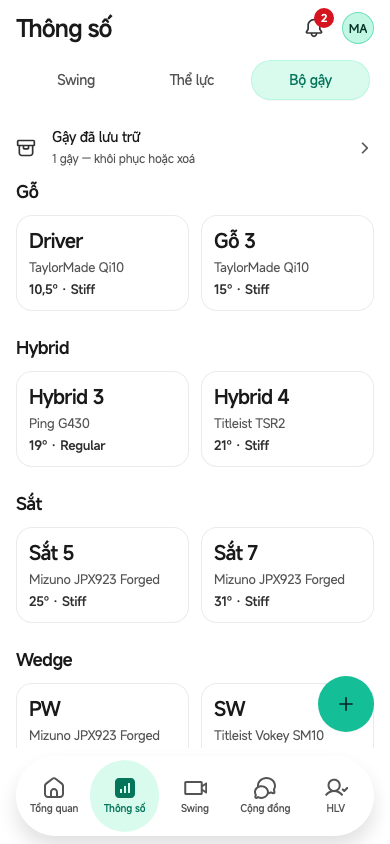 Thông số
2
MA
Swing
Thể lực
Bộ gậy
Gậy đã lưu trữ
1 gậy — khôi phục hoặc xoá
Gỗ
Driver
TaylorMade Qi10
10,5° · Stiff
Gỗ 3
TaylorMade Qi10
15° · Stiff
Hybrid
Hybrid 3
Ping G430
19° · Regular
Hybrid 4
Titleist TSR2
21° · Stiff
Sắt
Sắt 5
Mizuno JPX923 Forged
25° · Stiff
Sắt 7
Mizuno JPX923 Forged
31° · Stiff
Wedge
PW
Mizuno JPX923 Forged
SW
Titleist Vokey SM10
Tổng quan
Thông số
Swing
Cộng đồng
HLV